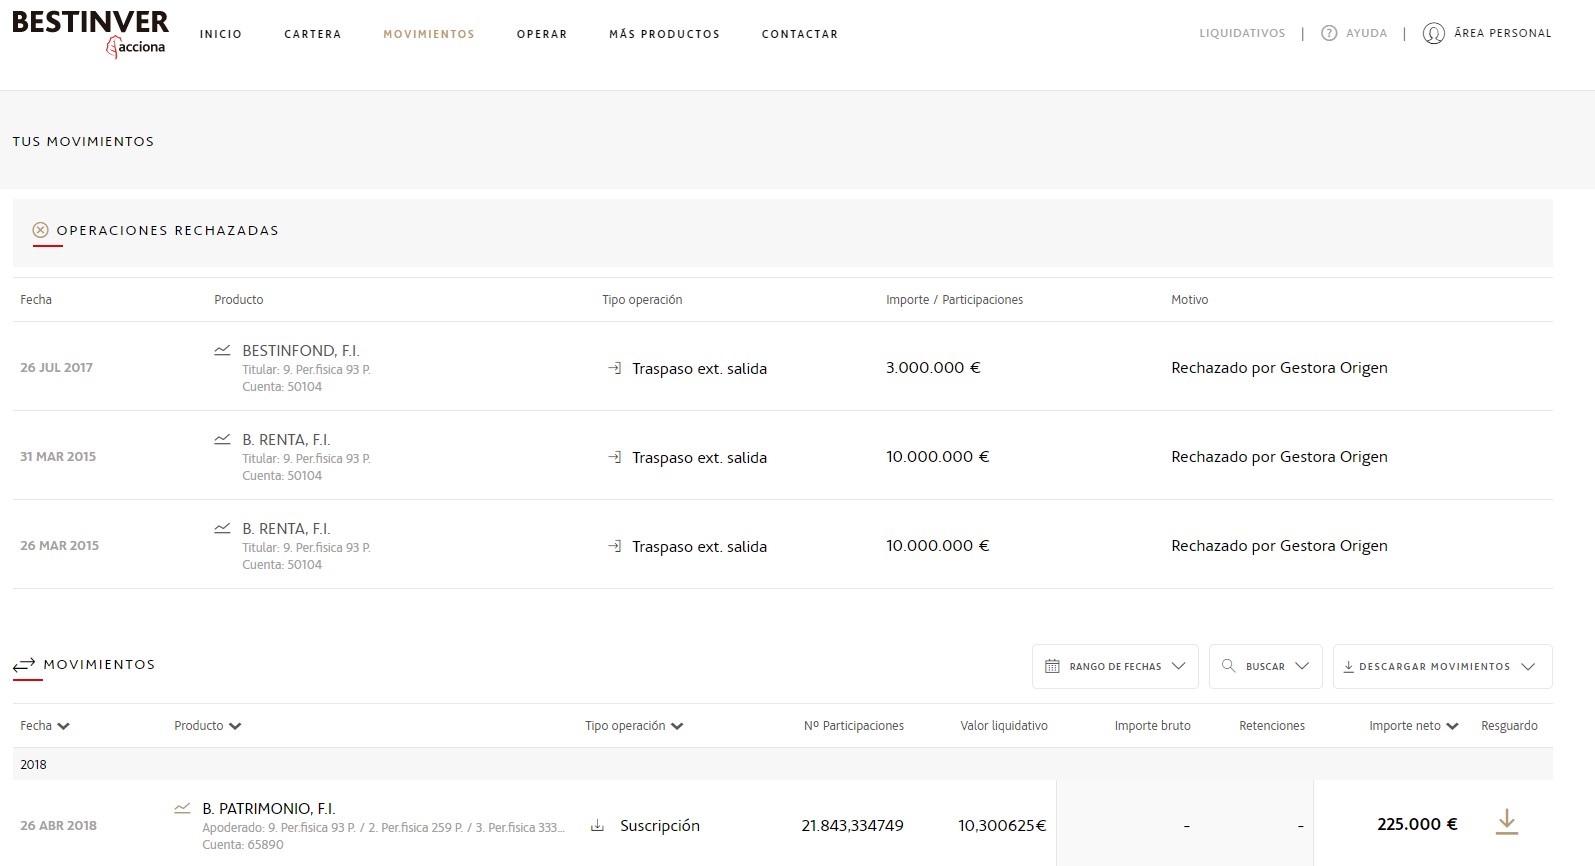 BESTINVER
acciona
INICIO CARTERA MOVIMIENTOS OPERAR MÁS PRODUCTOS CONTACTAR
LIQUIDATIVOS | ? AYUDA | ÁREA PERSONAL
TUS MOVIMIENTOS
OPERACIONES RECHAZADAS
Fecha Producto Tipo operación Importe / Participaciones Motivo
BESTINFOND, F.I.
26 JUL 2017 Titular: 9. Per.fisica 93 P. Traspaso ext. salida 3.000.000 € Rechazado por Gestora Origen
Cuenta: 50104
B. RENTA, F.I.
31 MAR 2015 Titular: 9. Per.fisica 93 P. Traspaso ext. salida 10.000.000 € Rechazado por Gestora Origen
Cuenta: 50104
B. RENTA, F.I.
26 MAR 2015 Titular: 9. Per.fisica 93 P. Traspaso ext. salida 10.000.000 € Rechazado por Gestora Origen
Cuenta: 50104
MOVIMIENTOS RANGO DE FECHAS BUSCAR DESCARGAR MOVIMIENTOS
Fecha Producto Tipo operación Nº Participaciones Valor liquidativo Importe bruto Retenciones Importe neto Resguardo
2018
B. PATRIMONIO, F.I.
26 ABR 2018 Apoderado: 9. Per.fisica 93 P. / 2. Per.fisica 259 P. / 3. Per.fisica 333... Suscripción 21.843,334749 10,300625€ - - 225.000 €
Cuenta: 65890